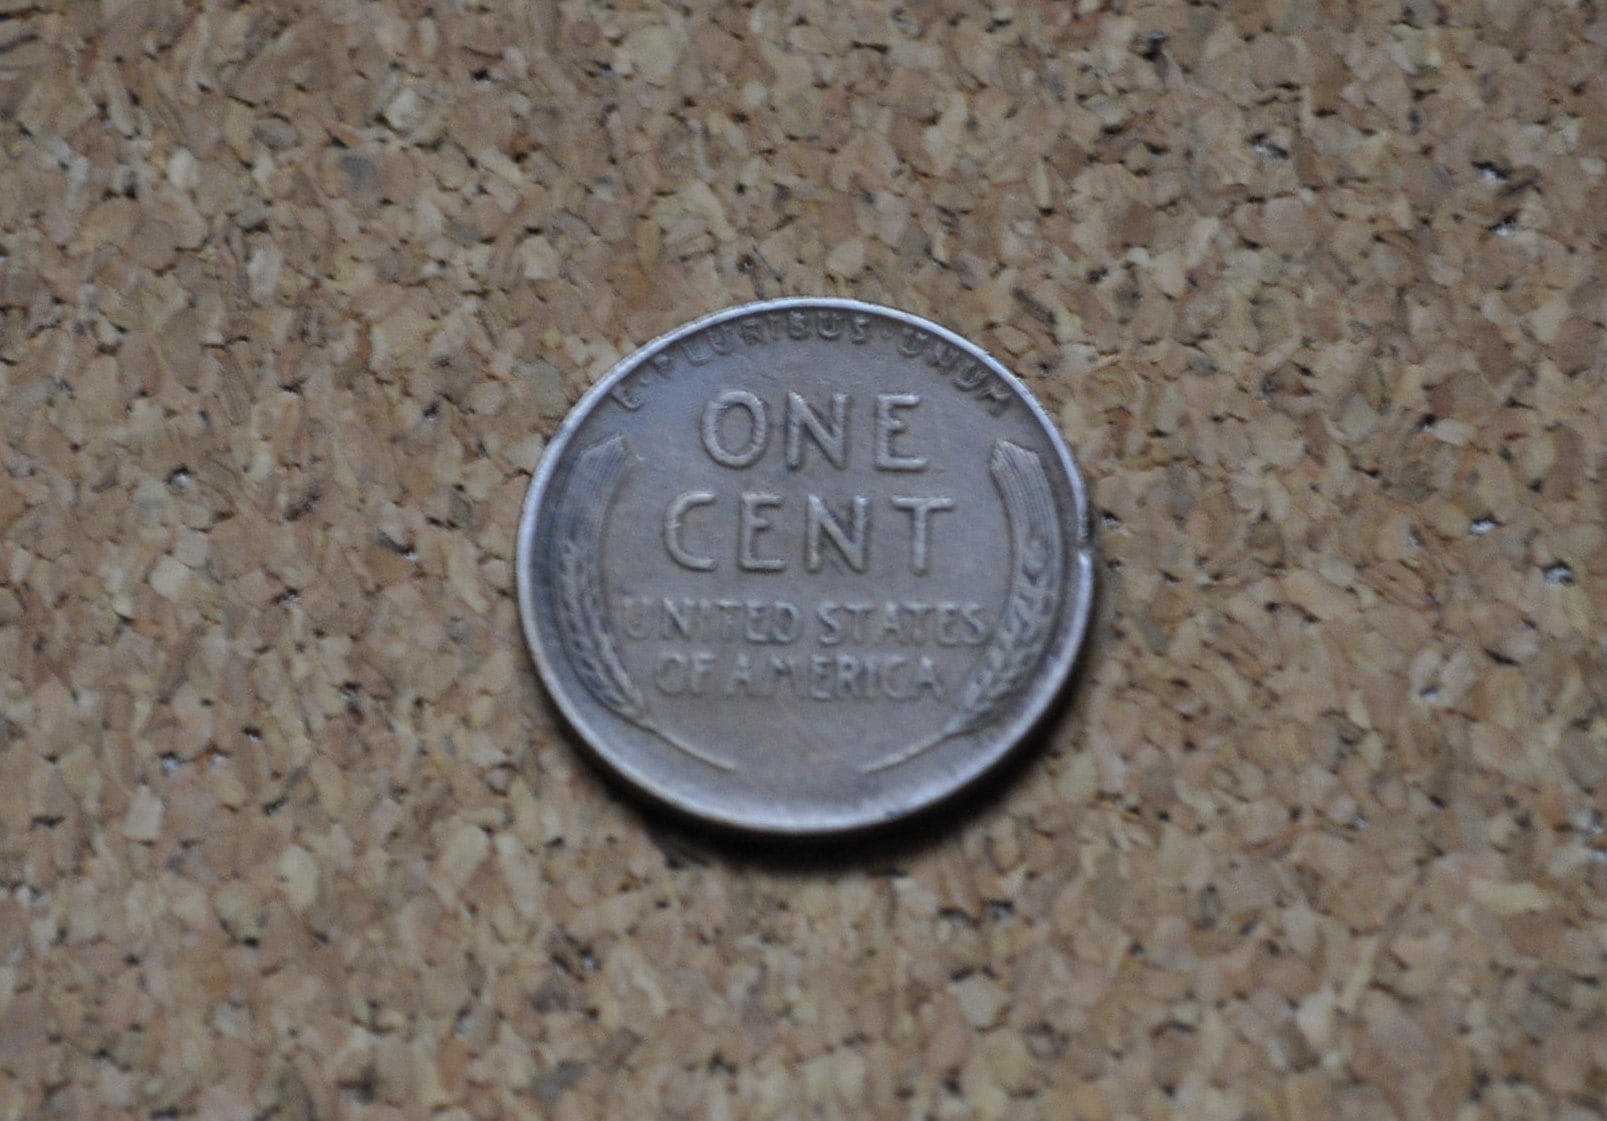 E·PLURIBUS·UNUM
ONE
CENT
UNITED STATES
OF AMERICA